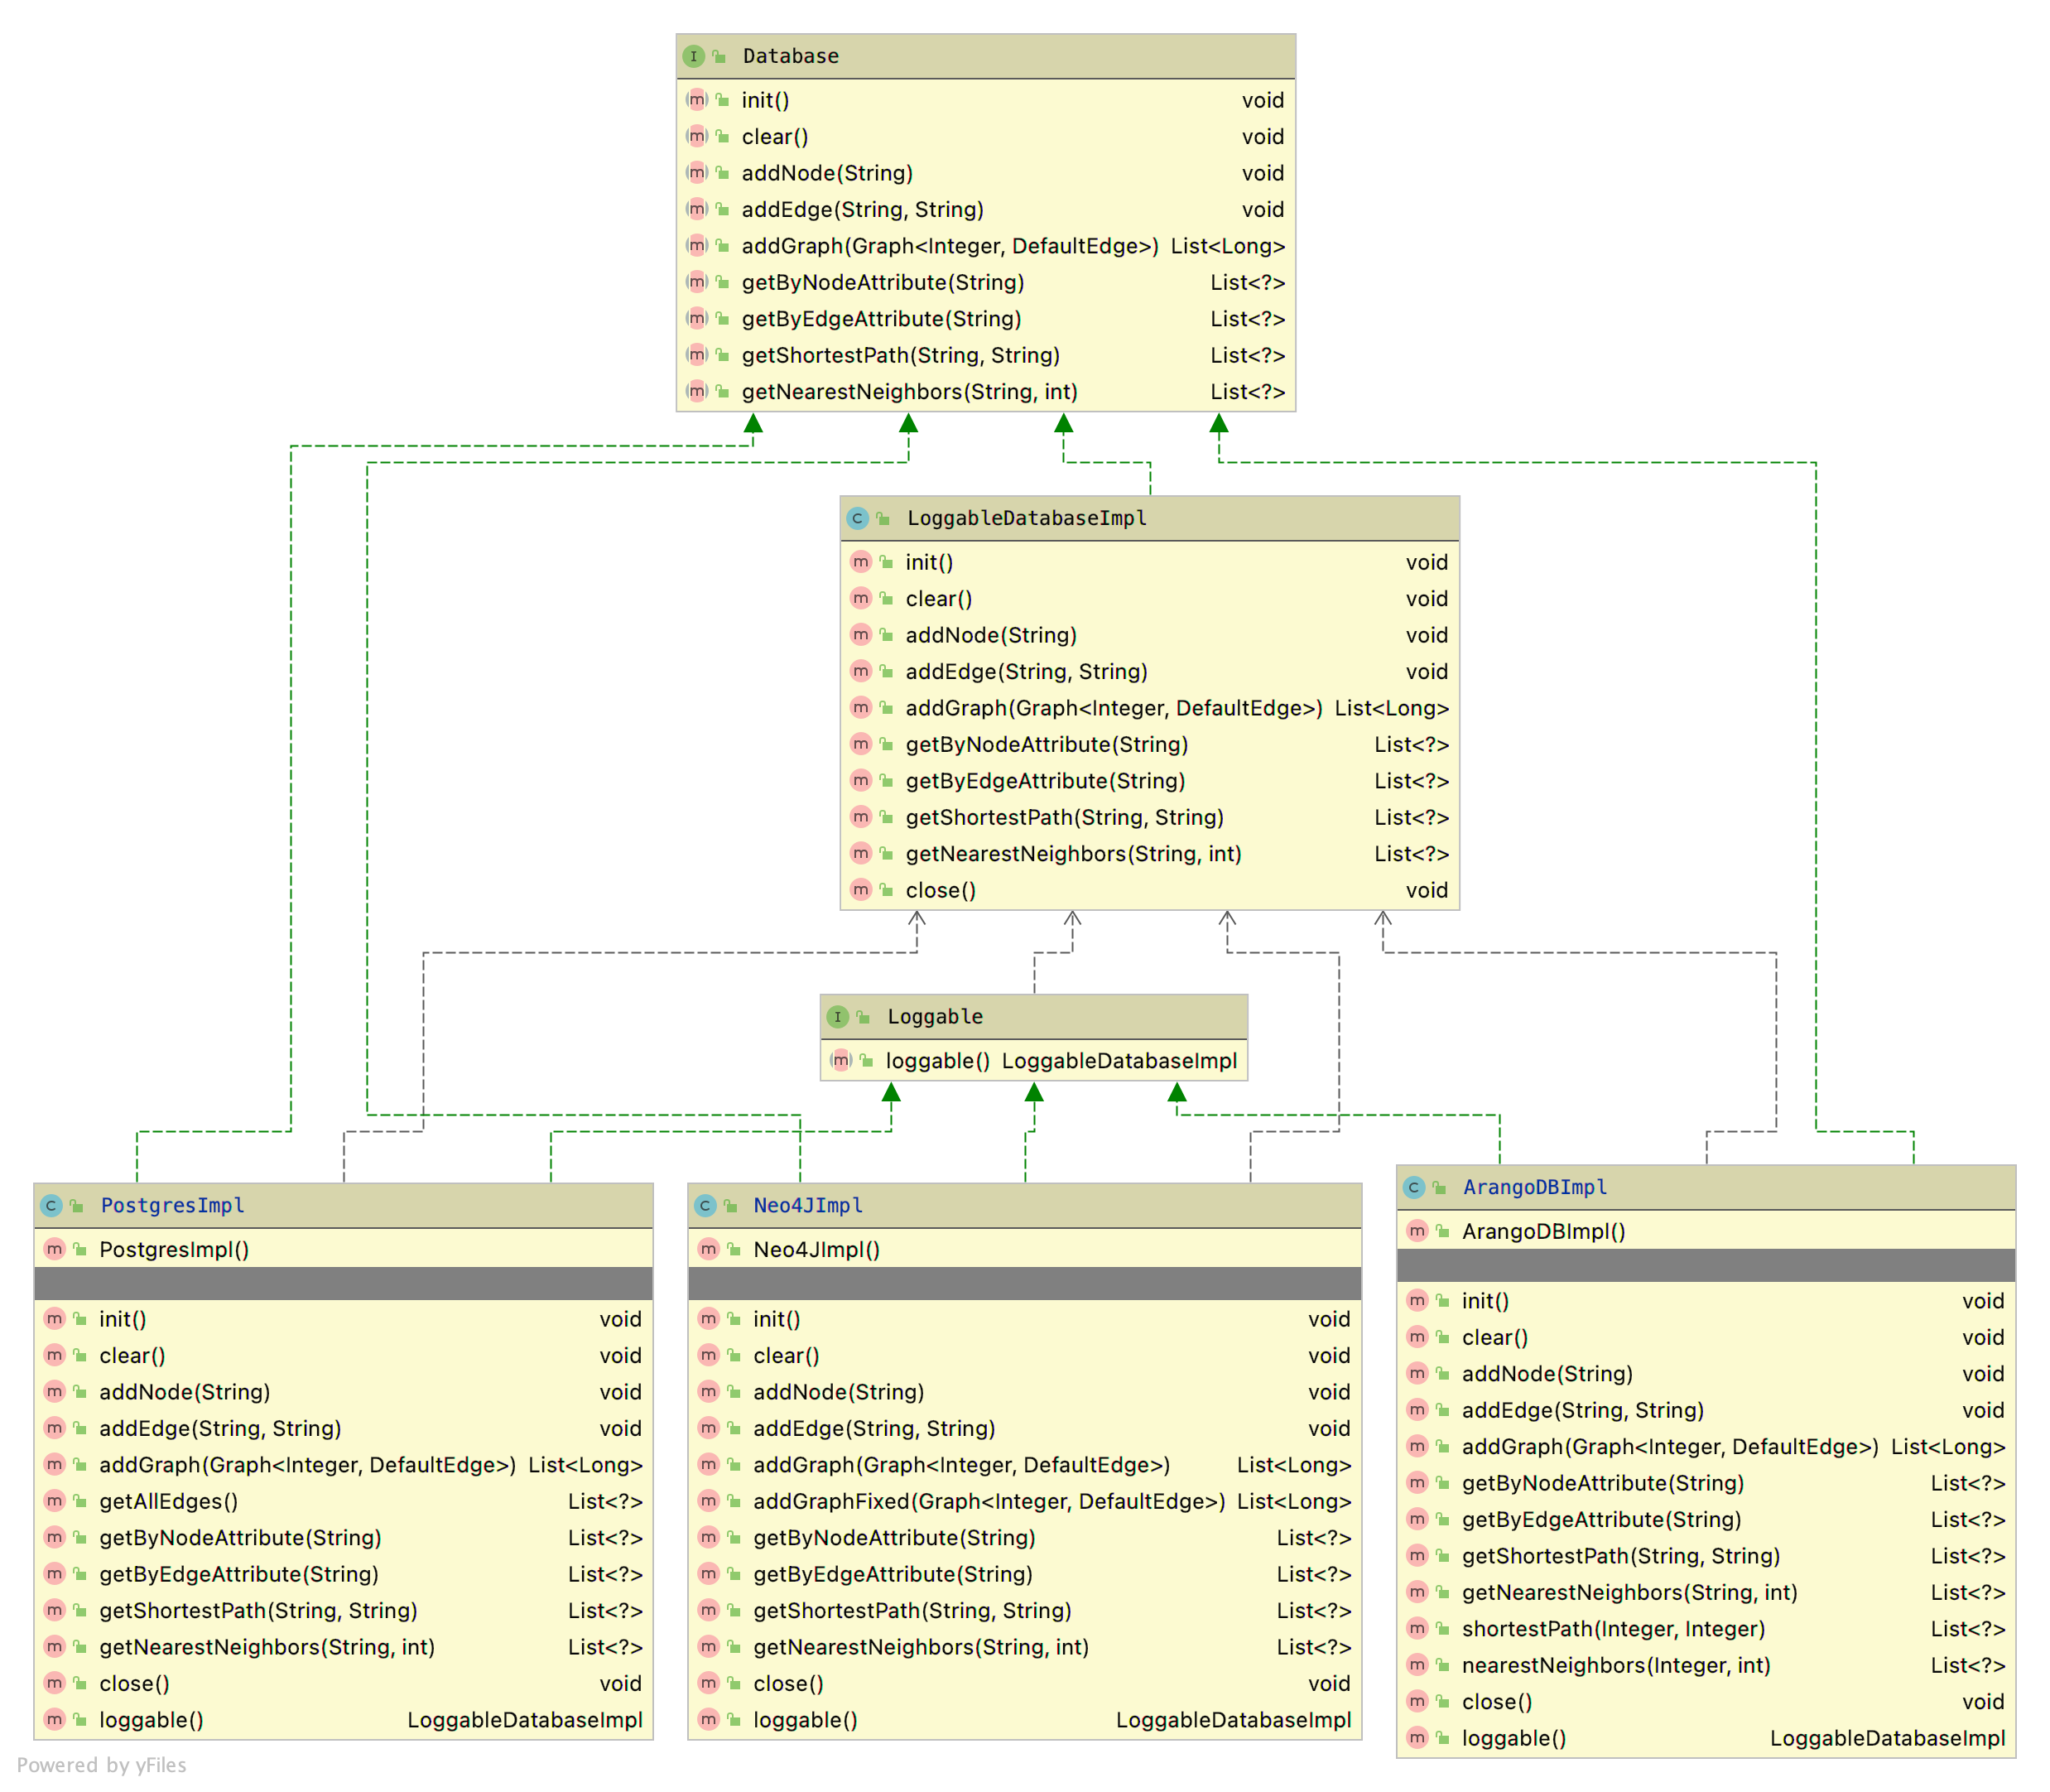 Database
init() void
clear() void
addNode(String) void
addEdge(String, String) void
addGraph(Graph<Integer, DefaultEdge>) List<Long>
getByNodeAttribute(String) List<?>
getByEdgeAttribute(String) List<?>
getShortestPath(String, String) List<?>
getNearestNeighbors(String, int) List<?>
LoggableDatabaseImpl
init() void
clear() void
addNode(String) void
addEdge(String, String) void
addGraph(Graph<Integer, DefaultEdge>) List<Long>
getByNodeAttribute(String) List<?>
getByEdgeAttribute(String) List<?>
getShortestPath(String, String) List<?>
getNearestNeighbors(String, int) List<?>
close() void
Loggable
loggable() LoggableDatabaseImpl
PostgresImpl
PostgresImpl()
init() void
clear() void
addNode(String) void
addEdge(String, String) void
addGraph(Graph<Integer, DefaultEdge>) List<Long>
getAllEdges() List<?>
getByNodeAttribute(String) List<?>
getByEdgeAttribute(String) List<?>
getShortestPath(String, String) List<?>
getNearestNeighbors(String, int) List<?>
close() void
loggable() LoggableDatabaseImpl
Neo4JImpl
Neo4JImpl()
init() void
clear() void
addNode(String) void
addEdge(String, String) void
addGraph(Graph<Integer, DefaultEdge>) List<Long>
addGraphFixed(Graph<Integer, DefaultEdge>) List<Long>
getByNodeAttribute(String) List<?>
getByEdgeAttribute(String) List<?>
getShortestPath(String, String) List<?>
getNearestNeighbors(String, int) List<?>
close() void
loggable() LoggableDatabaseImpl
ArangoDBImpl
ArangoDBImpl()
init() void
clear() void
addNode(String) void
addEdge(String, String) void
addGraph(Graph<Integer, DefaultEdge>) List<Long>
getByNodeAttribute(String) List<?>
getByEdgeAttribute(String) List<?>
getShortestPath(String, String) List<?>
getNearestNeighbors(String, int) List<?>
shortestPath(Integer, Integer) List<?>
nearestNeighbors(Integer, int) List<?>
close() void
loggable() LoggableDatabaseImpl
Powered by yFiles